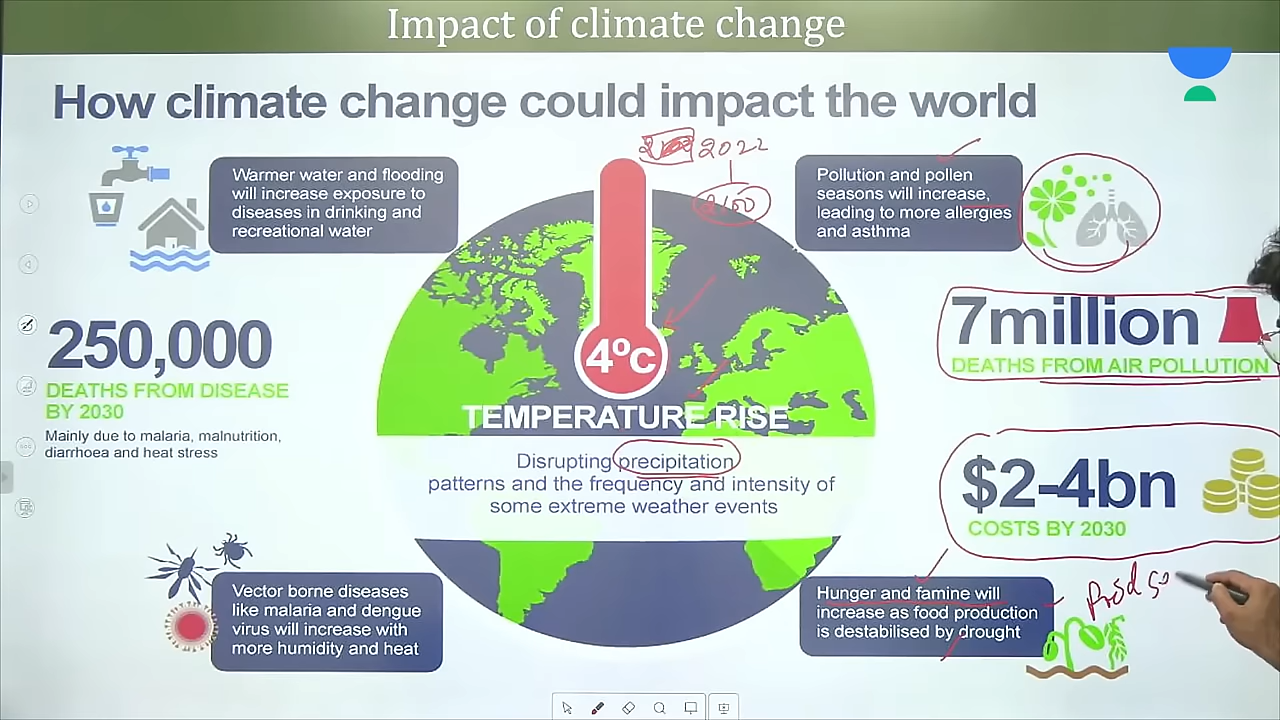 Impact of climate change
How climate change could impact the world
2022
2100
Warmer water and flooding
will increase exposure to
diseases in drinking and
recreational water
Pollution and pollen
seasons will increase,
leading to more allergies
and asthma
250,000
DEATHS FROM DISEASE
BY 2030
Mainly due to malaria, malnutrition,
diarrhoea and heat stress
4ºc
TEMPERATURE RISE
Disrupting precipitation
patterns and the frequency and intensity of
some extreme weather events
7million
DEATHS FROM AIR POLLUTION
$2-4bn
COSTS BY 2030
Vector borne diseases
like malaria and dengue
virus will increase with
more humidity and heat
Hunger and famine will
increase as food production
is destabilised by drought